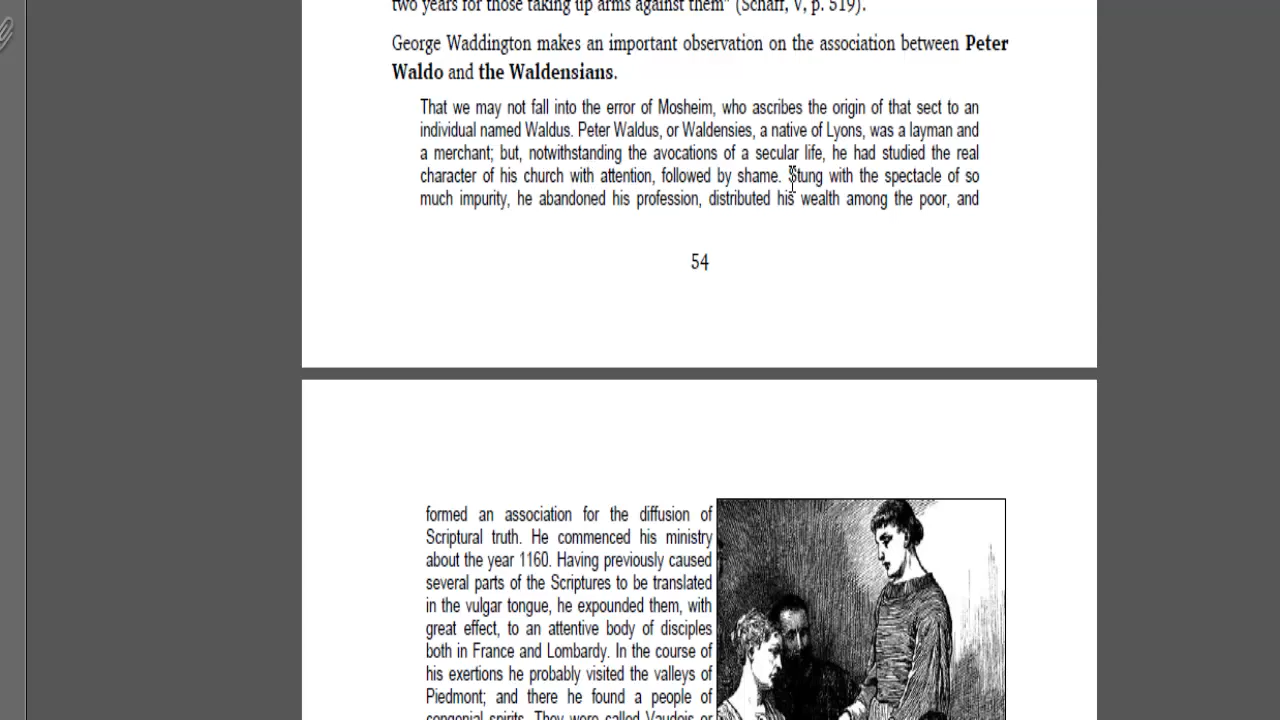 two years for those taking up arms against them" (Schaff, V, p. 519).
George Waddington makes an important observation on the association between Peter
Waldo and the Waldensians.
That we may not fall into the error of Mosheim, who ascribes the origin of that sect to an
individual named Waldus. Peter Waldus, or Waldensies, a native of Lyons, was a layman and
a merchant; but, notwithstanding the avocations of a secular life, he had studied the real
character of his church with attention, followed by shame. Stung with the spectacle of so
much impurity, he abandoned his profession, distributed his wealth among the poor, and
54
formed an association for the diffusion of
Scriptural truth. He commenced his ministry
about the year 1160. Having previously caused
several parts of the Scriptures to be translated
in the vulgar tongue, he expounded them, with
great effect, to an attentive body of disciples
both in France and Lombardy. In the course of
his exertions he probably visited the valleys of
Piedmont; and there he found a people of
congenial spirits. They were called Vaudois or